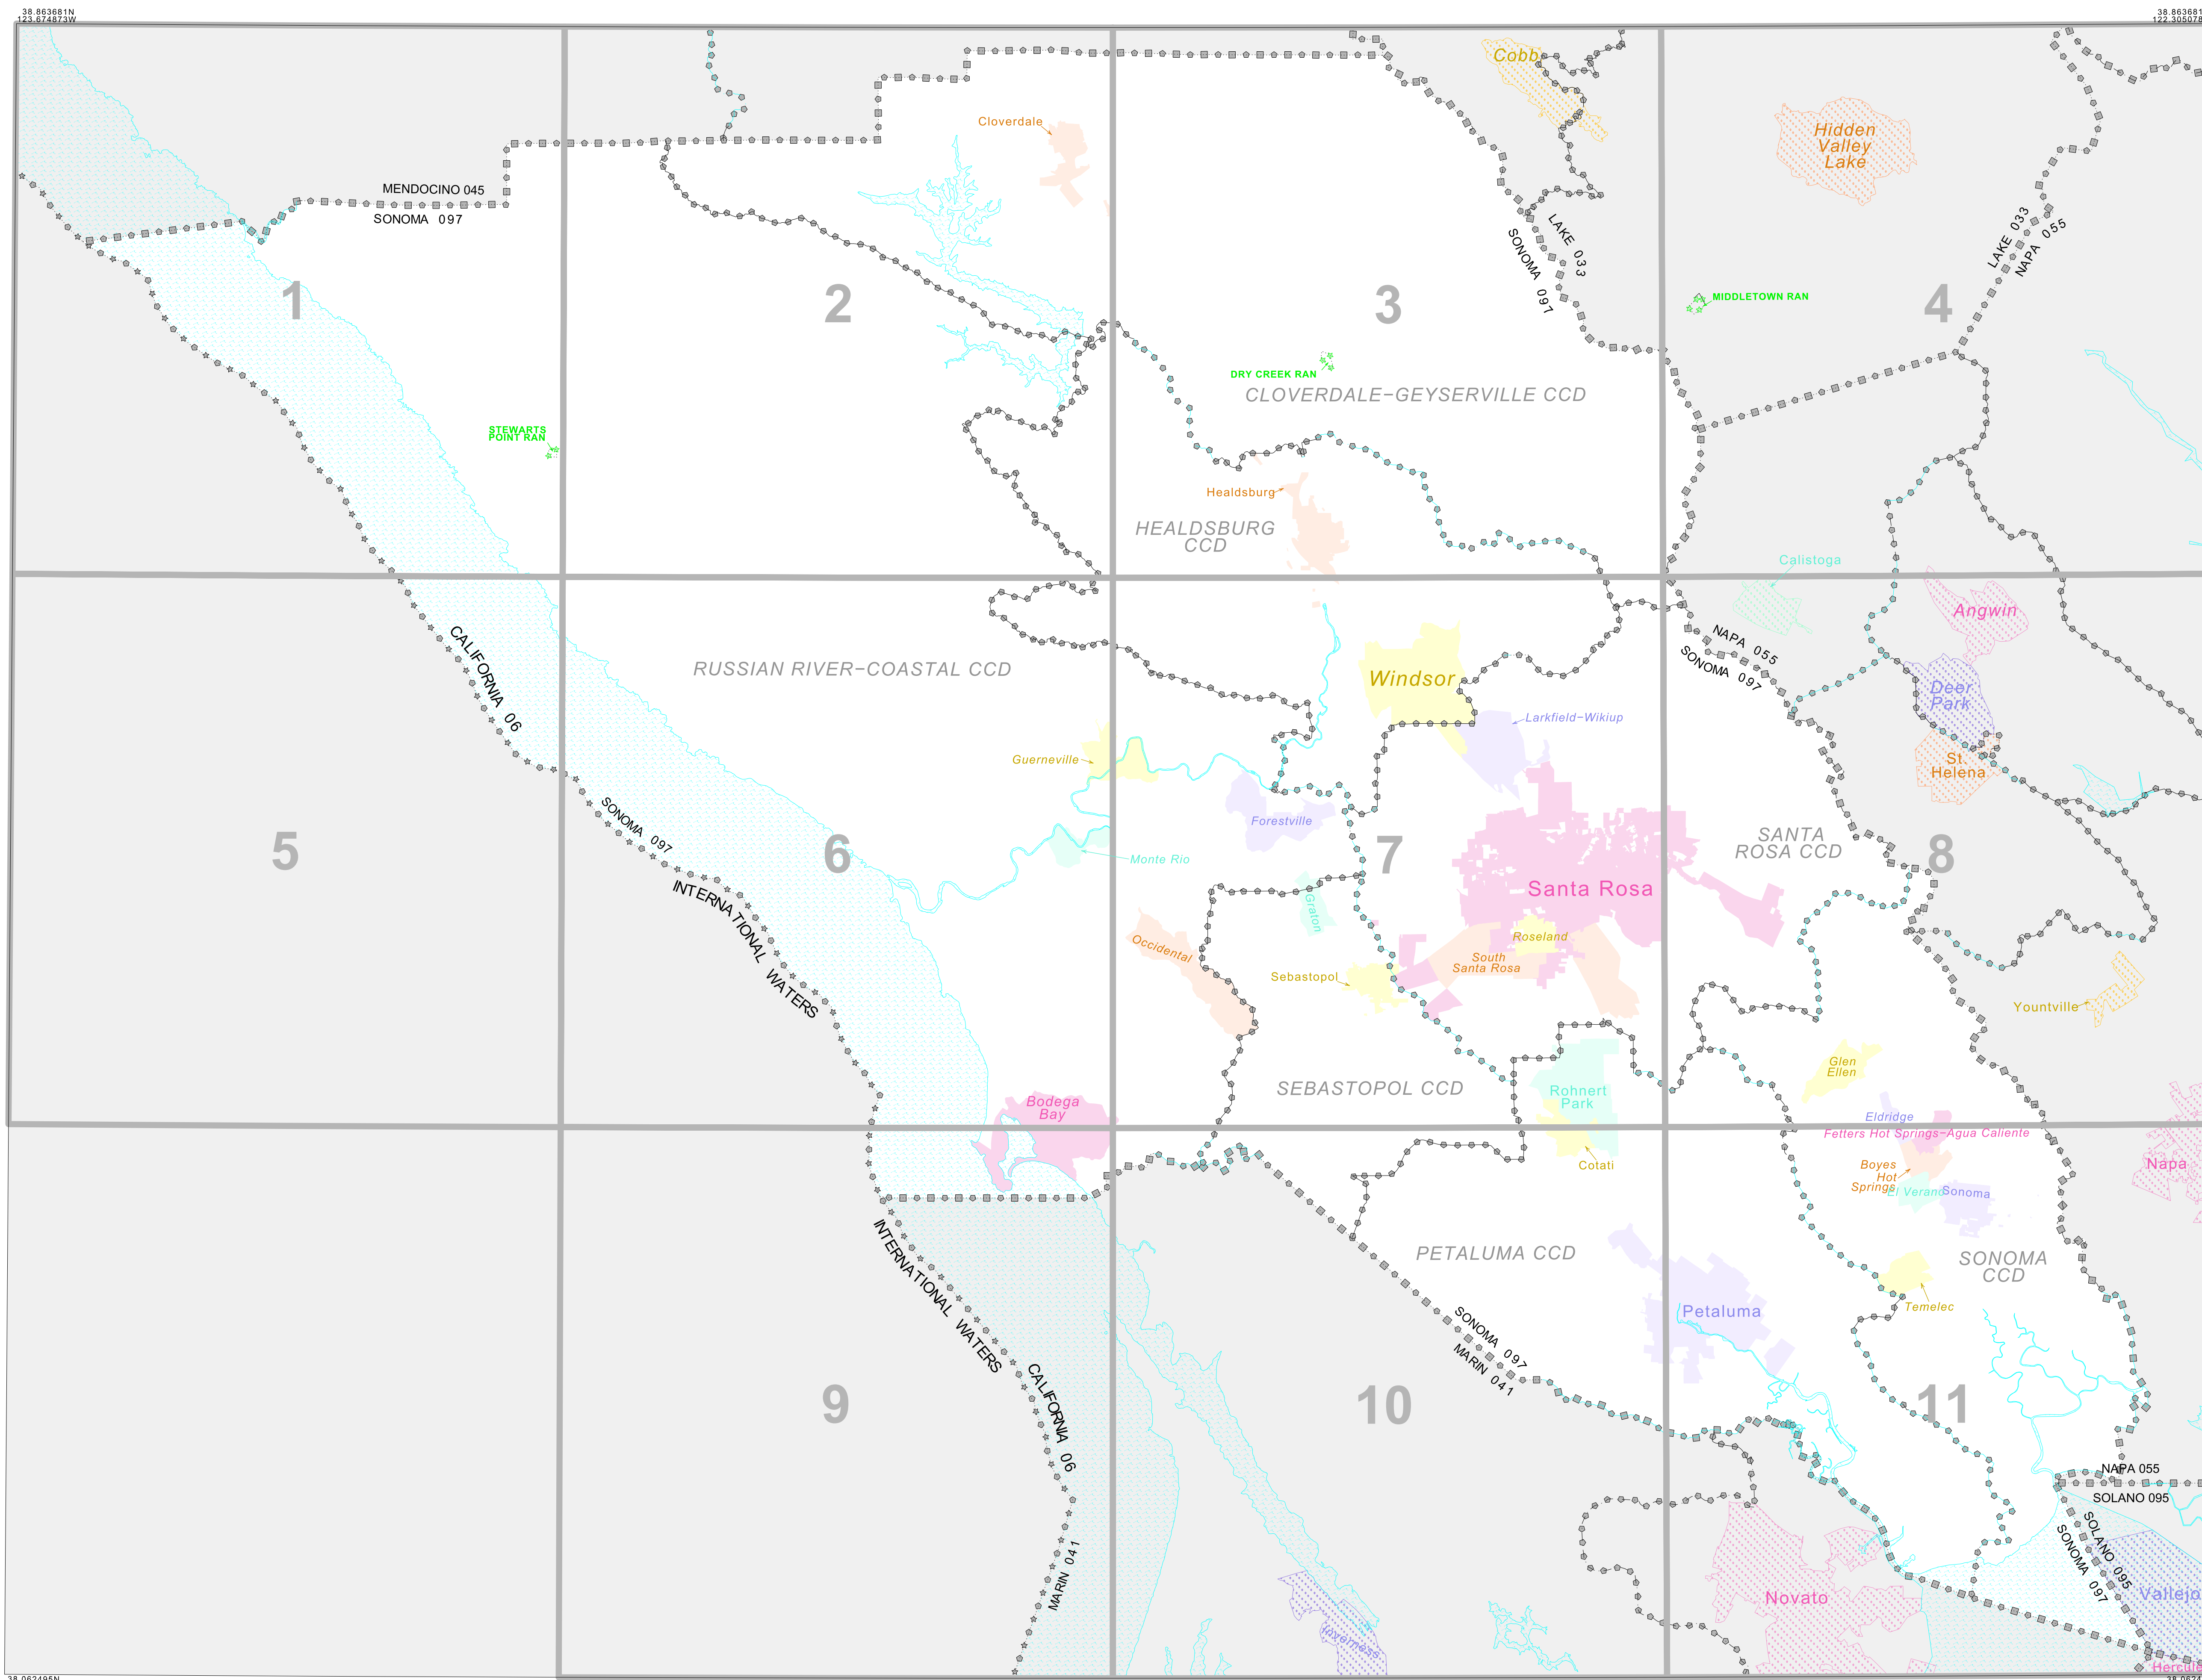 38.863681N
123.674873W
38.863681
122.305078
Cobb
Cloverdale
Hidden
Valley
Lake
MENDOCINO 045
SONOMA 097
LAKE 033
SONOMA 097
LAKE 033
NAPA 055
1
2
3
4
MIDDLETOWN RAN
DRY CREEK RAN
CLOVERDALE-GEYSERVILLE CCD
STEWARTS
POINT RAN
Healdsburg
HEALDSBURG
CCD
Calistoga
Angwin
CALIFORNIA 06
RUSSIAN RIVER-COASTAL CCD
Windsor
NAPA 055
SONOMA 097
Deer
Park
Larkfield-Wikiup
Guerneville
St
Helena
SONOMA 097
INTERNATIONAL WATERS
Forestville
5
6
7
8
SANTA
ROSA CCD
Monte Rio
Santa Rosa
Graton
Occidental
Roseland
South
Santa Rosa
Sebastopol
Yountville
Glen
Ellen
SEBASTOPOL CCD
Rohnert
Park
Bodega
Bay
Eldridge
Fetters Hot Springs-Agua Caliente
Cotati
Boyes
Hot
Springs
El Verano
Sonoma
Napa
INTERNATIONAL WATERS
PETALUMA CCD
SONOMA
CCD
Petaluma
Temelec
SONOMA 097
MARIN 041
CALIFORNIA 06
9
10
11
NAPA 055
SOLANO 095
SOLANO 095
SONOMA 097
MARIN 041
Novato
Vallejo
Inverness
Hercul
38.062495N
38.0624